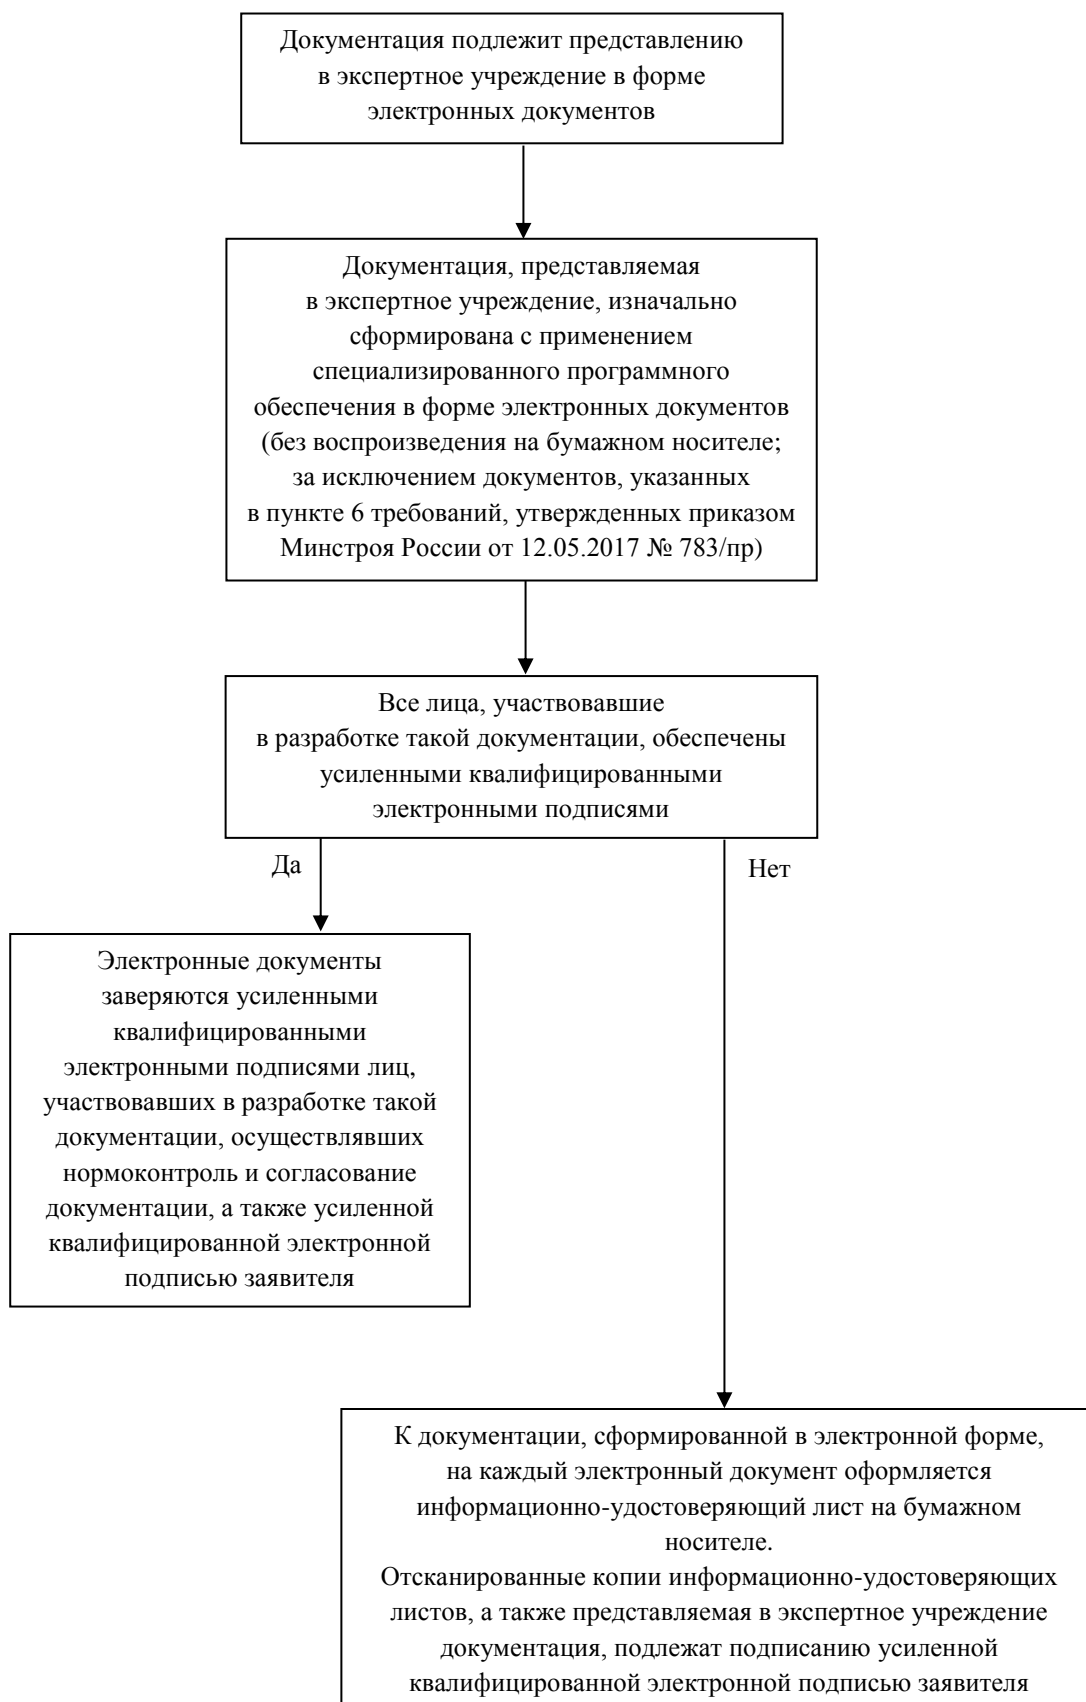 Документация подлежит представлению
в экспертное учреждение в форме
электронных документов
Документация, представляемая
в экспертное учреждение, изначально
сформирована с применением
специализированного программного
обеспечения в форме электронных документов
(без воспроизведения на бумажном носителе;
за исключением документов, указанных
в пункте 6 требований, утвержденных приказом
Минстроя России от 12.05.2017 № 783/пр)
Все лица, участвовавшие
в разработке такой документации, обеспечены
усиленными квалифицированными
электронными подписями
Да
Нет
Электронные документы
заверяются усиленными
квалифицированными
электронными подписями лиц,
участвовавших в разработке такой
документации, осуществлявших
нормоконтроль и согласование
документации, а также усиленной
квалифицированной электронной
подписью заявителя
К документации, сформированной в электронной форме,
на каждый электронный документ оформляется
информационно-удостоверяющий лист на бумажном
носителе.
Отсканированные копии информационно-удостоверяющих
листов, а также представляемая в экспертное учреждение
документация, подлежат подписанию усиленной
квалифицированной электронной подписью заявителя